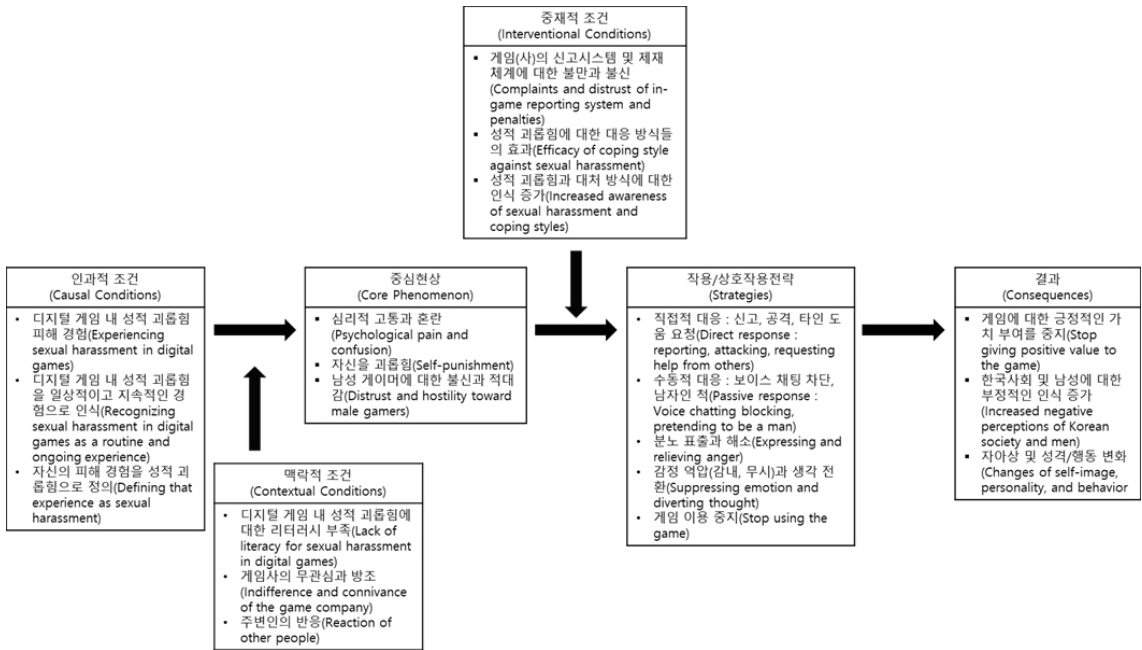 중재적 조건
(Interventional Conditions)
▪ 게임(사)의 신고시스템 및 제재
체계에 대한 불만과 불신
(Complaints and distrust of in-
game reporting system and
penalties)
▪ 성적 괴롭힘에 대한 대응 방식들
의 효과(Efficacy of coping style
against sexual harassment)
▪ 성적 괴롭힘과 대처 방식에 대한
인식 증가(Increased awareness
of sexual harassment and
coping styles)
인과적 조건
(Causal Conditions)
• 디지털 게임 내 성적 괴롭힘
피해 경험(Experiencing
sexual harassment in digital
games)
• 디지털 게임 내 성적 괴롭힘
을 일상적이고 지속적인 경
험으로 인식(Recognizing
sexual harassment in digital
games as a routine and
ongoing experience)
• 자신의 피해 경험을 성적 괴
롭힘으로 정의(Defining that
experience as sexual
harassment)
중심현상
(Core Phenomenon)
• 심리적 고통과 혼란
(Psychological pain and
confusion)
• 자신을 괴롭힘(Self-punishment)
• 남성 게이머에 대한 불신과 적대
감(Distrust and hostility toward
male gamers)
맥락적 조건
(Contextual Conditions)
• 디지털 게임 내 성적 괴롭힘에
대한 리터러시 부족(Lack of
literacy for sexual harassment
in digital games)
• 게임사의 무관심과 방조
(Indifference and connivance
of the game company)
• 주변인의 반응(Reaction of
other people)
작용/상호작용전략
(Strategies)
• 직접적 대응 : 신고, 공격, 타인 도
움 요청(Direct response :
reporting, attacking, requesting
help from others)
• 수동적 대응 : 보이스 채팅 차단,
남자인 척(Passive response :
Voice chatting blocking,
pretending to be a man)
• 분노 표출과 해소(Expressing and
relieving anger)
• 감정 억압(감내, 무시)과 생각 전
환(Suppressing emotion and
diverting thought)
• 게임 이용 중지(Stop using the
game)
결과
(Consequences)
• 게임에 대한 긍정적인 가
치 부여를 중지(Stop
giving positive value to
the game)
• 한국사회 및 남성에 대한
부정적인 인식 증가
(Increased negative
perceptions of Korean
society and men)
• 자아상 및 성격/행동 변화
(Changes of self-image,
personality, and behavior